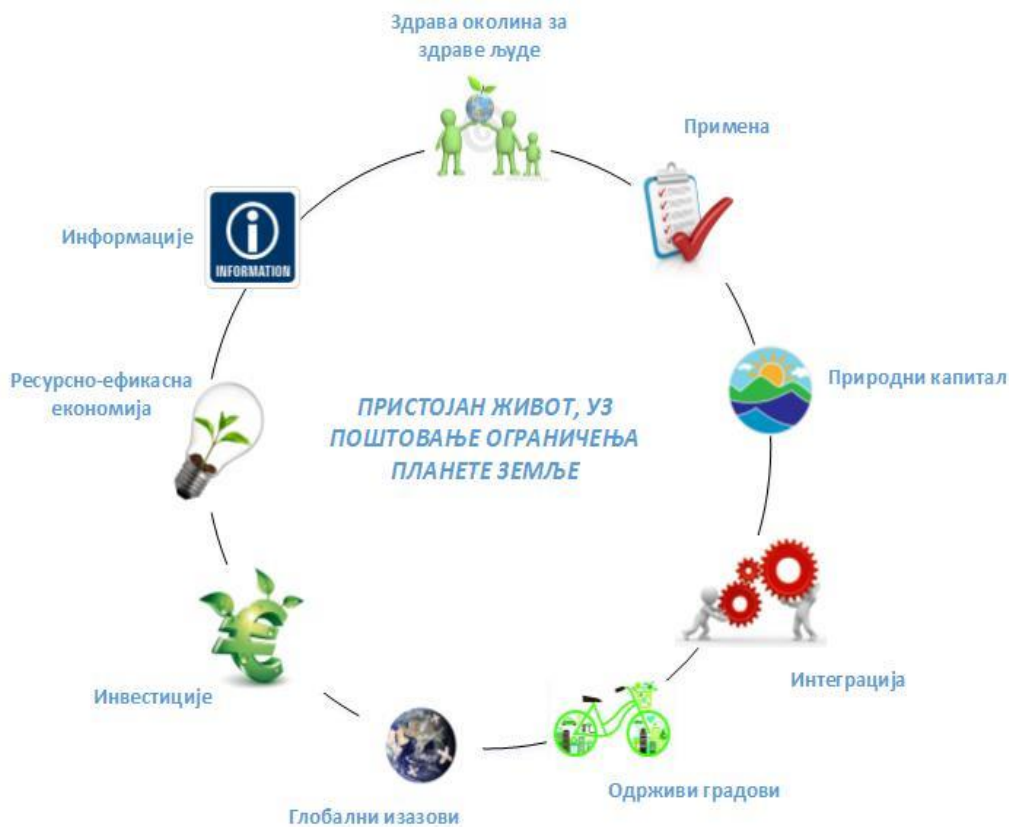 Здрава околина за
здраве људе
Примена
Информације
INFORMATION
Природни капитал
Ресурсно-ефикасна
економија
ПРИСТОЈАН ЖИВОТ, УЗ
ПОШТОВАЊЕ ОГРАНИЧЕЊА
ПЛАНЕТЕ ЗЕМЉЕ
Интеграција
Инвестиције
Одрживи градови
Глобални изазови